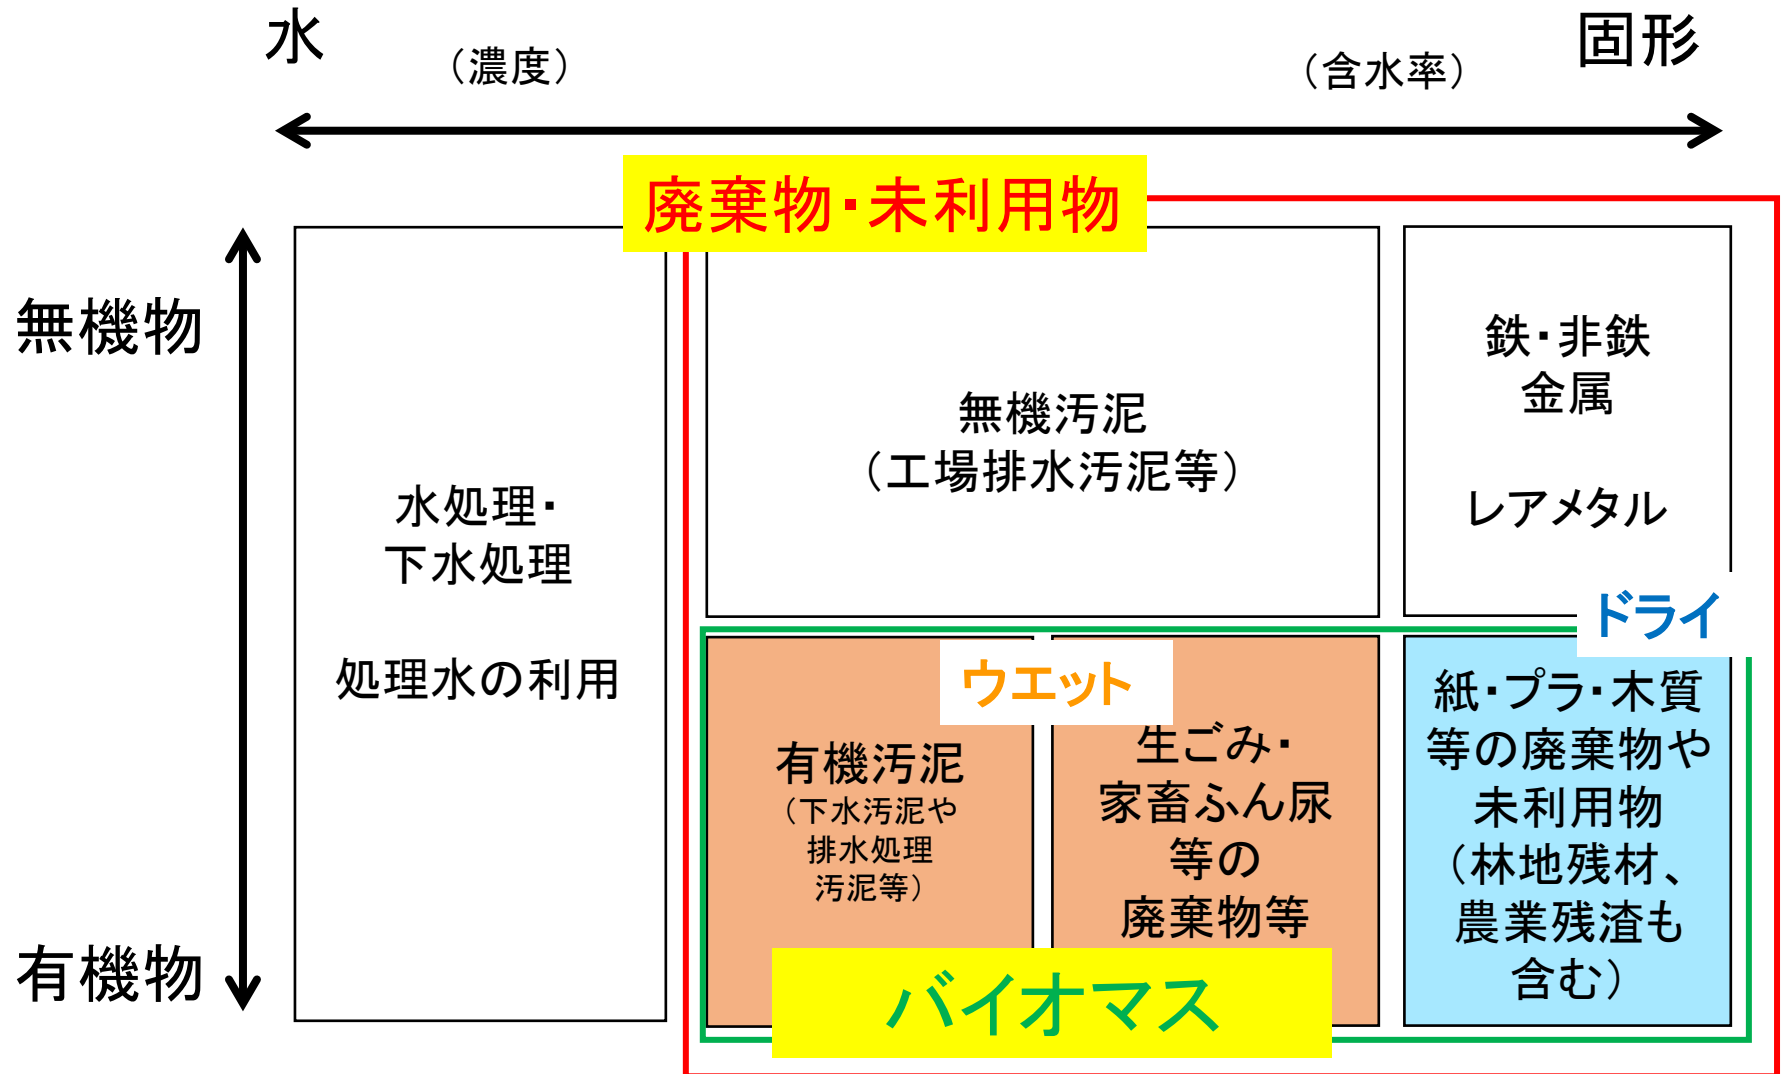 水
（濃度）
（含水率）
固形
廃棄物・未利用物
無機物
有機物
水処理・
下水処理
処理水の利用
無機汚泥
（工場排水汚泥等）
鉄・非鉄
金属
レアメタル
ドライ
ウエット
有機汚泥
（下水汚泥や
排水処理
汚泥等）
生ごみ・
家畜ふん尿
等の
廃棄物等
紙・プラ・木質
等の廃棄物や
未利用物
（林地残材、
農業残渣も
含む）
バイオマス